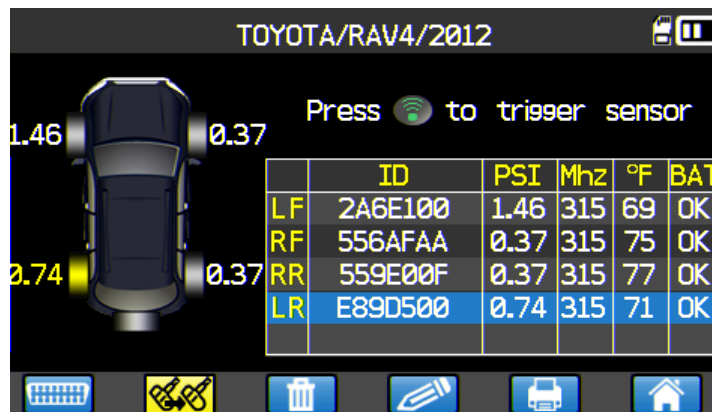 TOYOTA/RAV4/2012
Press to trigger sensor
1.46 0.37
ID PSI Mhz °F BAT
LF 2A6E100 1.46 315 69 OK
RF 556AFAA 0.37 315 75 OK
0.74 0.37 RR 559E00F 0.37 315 77 OK
LR E89D500 0.74 315 71 OK